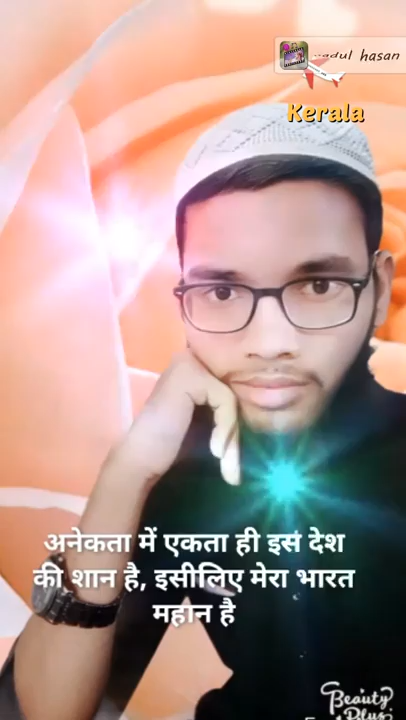 adul hasan
Kerala
अनेकता में एकता ही इस देश
की शान है, इसीलिए मेरा भारत
महान है
Beauty
Plus